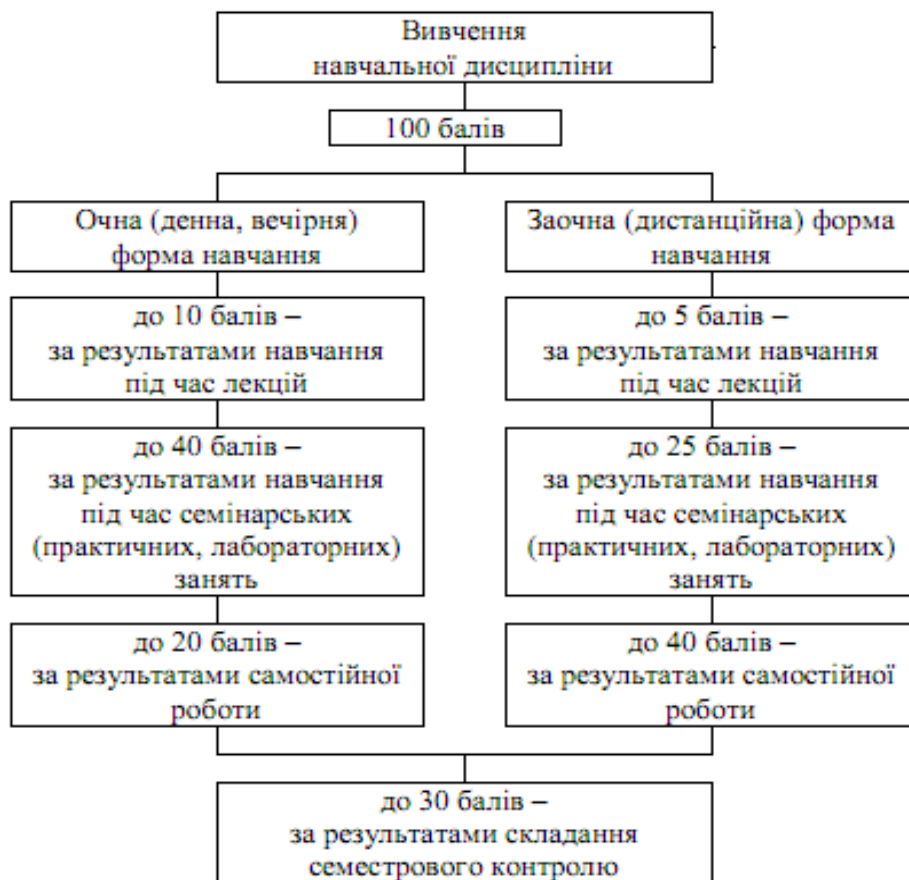 Вивчення
навчальної дисципліни
100 балів
Очна (денна, вечірня)
форма навчання
до 10 балів –
за результатами навчання
під час лекцій
до 40 балів –
за результатами навчання
під час семінарських
(практичних, лабораторних)
занять
до 20 балів –
за результатами самостійної
роботи
Заочна (дистанційна) форма
навчання
до 5 балів –
за результатами навчання
під час лекцій
до 25 балів –
за результатами навчання
під час семінарських
(практичних, лабораторних)
занять
до 40 балів –
за результатами самостійної
роботи
до 30 балів –
за результатами складання
семестрового контролю